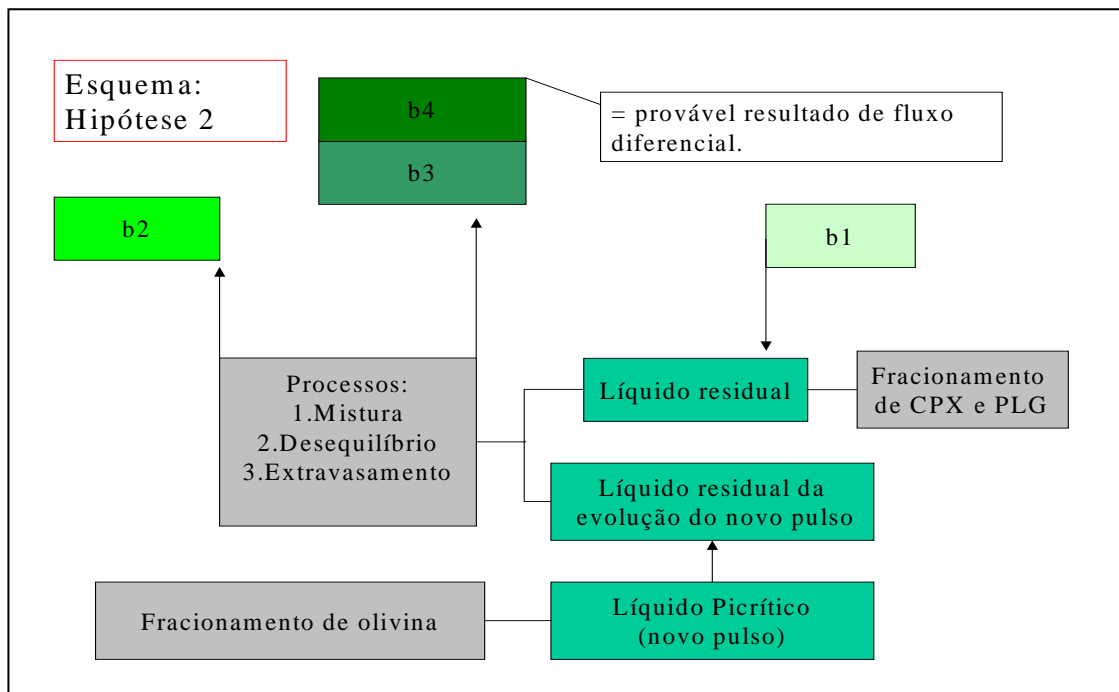 Esquema:
Hipótese 2
b4
= provável resultado de fluxo
diferencial.
b3
b2
b1
Processos:
1.Mistura
2.Desequilíbrio
3.Extravasamento
Líquido residual
Fracionamento
de CPX e PLG
Líquido residual da
evolução do novo pulso
Fracionamento de olivina
Líquido Picrítico
(novo pulso)